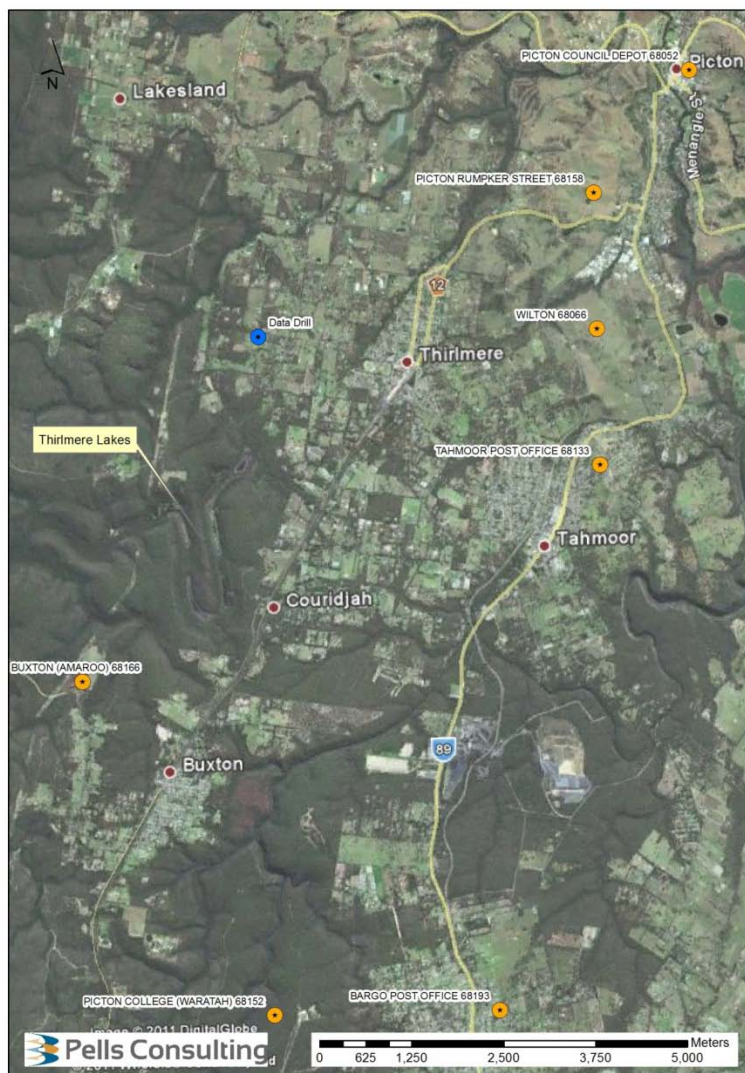 PICTON COUNCIL DEPOT 68052
Picton
N
Lakesland
Menangle St
PICTON RUMPKER STREET 68158
12
WILTON 68066
Data Drill
Thirlmere
Thirlmere Lakes
TAHMOOR POST OFFICE 68133
Tahmoor
Couridjah
BUXTON (AMAROO) 68166
89
Buxton
PICTON COLLEGE (WARATAH) 68152
BARGO POST OFFICE 68193
Image © 2011 DigitalGlobe
Pells Consulting
Meters
0 625 1,250 2,500 3,750 5,000
© 2011